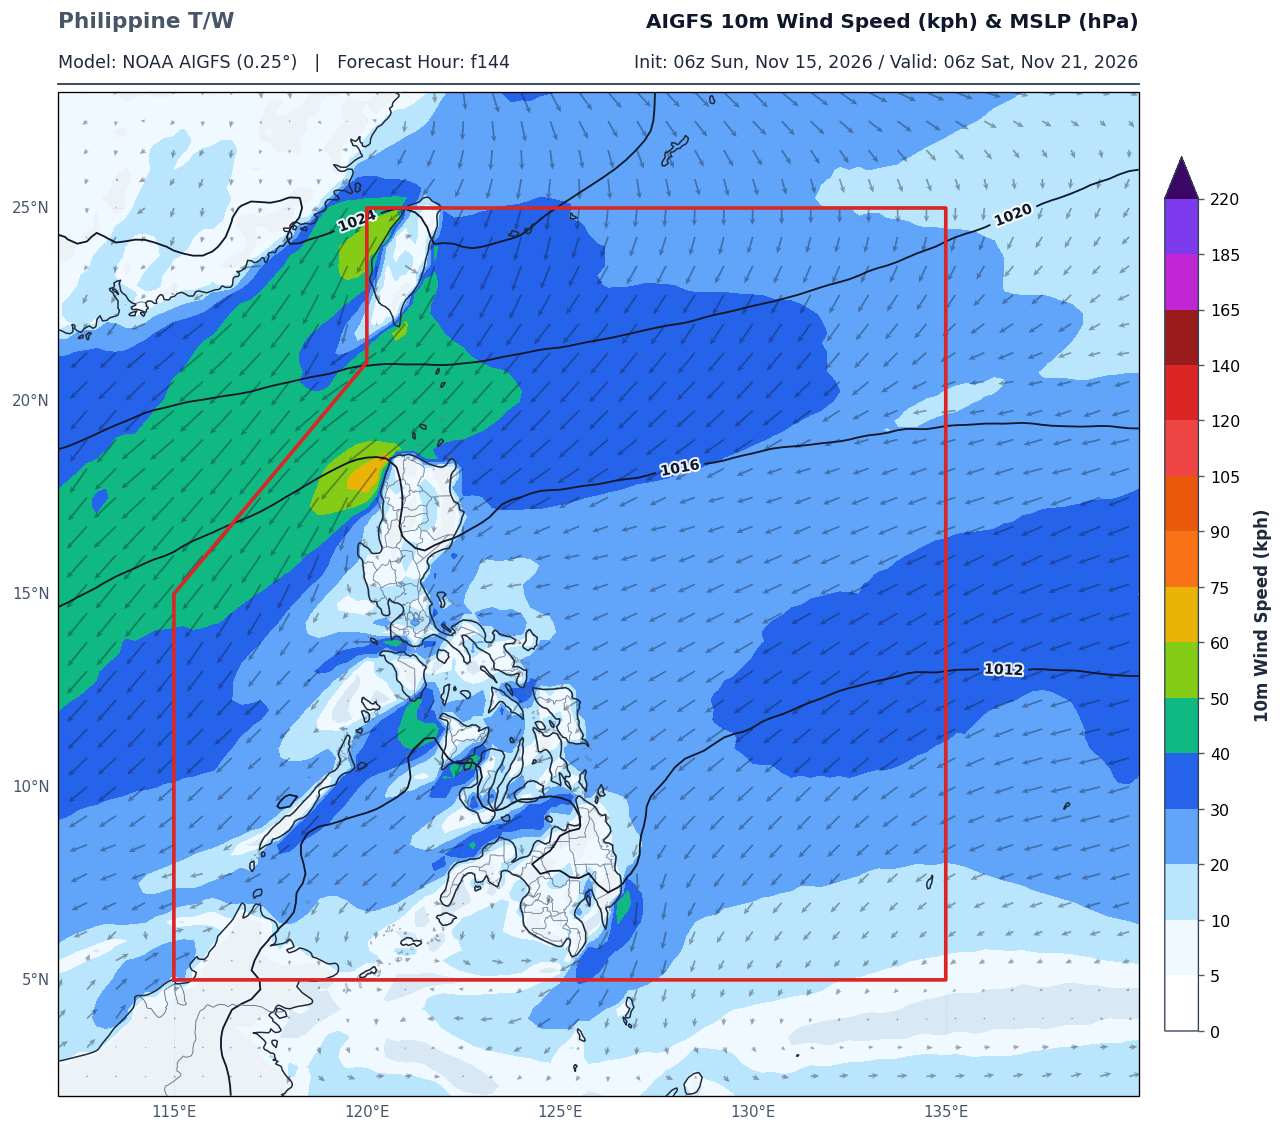 Philippine T/W
AIGFS 10m Wind Speed (kph) & MSLP (hPa)
Model: NOAA AIGFS (0.25°) | Forecast Hour: f144
Init: 06z Sun, Nov 15, 2026 / Valid: 06z Sat, Nov 21, 2026
25°N
20°N
15°N
10°N
5°N
115°E
120°E
125°E
130°E
135°E
1024
1020
1016
1012
220
185
165
140
120
105
90
75
60
50
40
30
20
10
5
0
10m Wind Speed (kph)